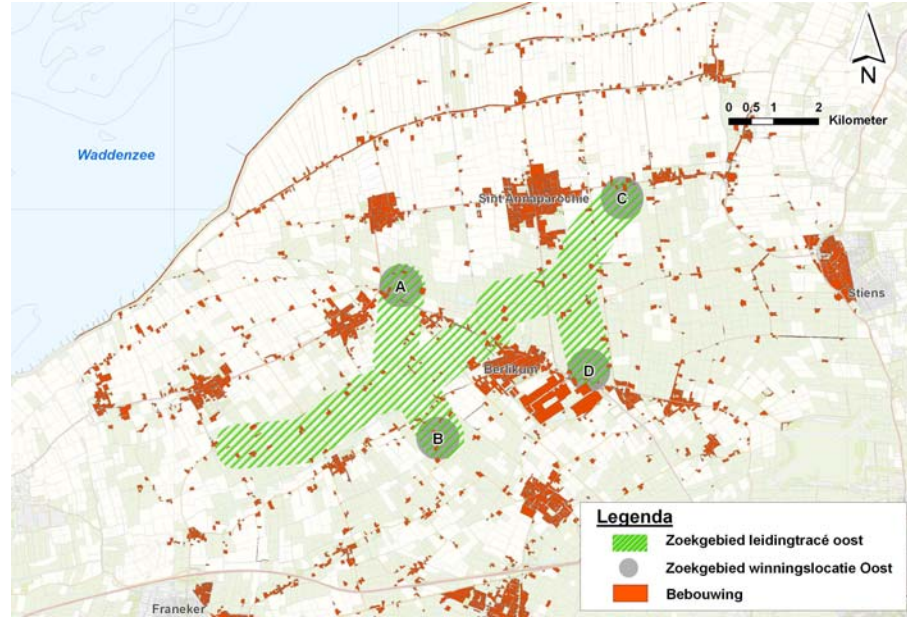 N
0 0,5 1 2
Kilometer
Waddenzee
Sint Annaparochie
C
A
Stiens
Berlikum
D
B
Legenda
Zoekgebied leidingtracé oost
Zoekgebied winningslocatie Oost
Bebouwing
Franeker